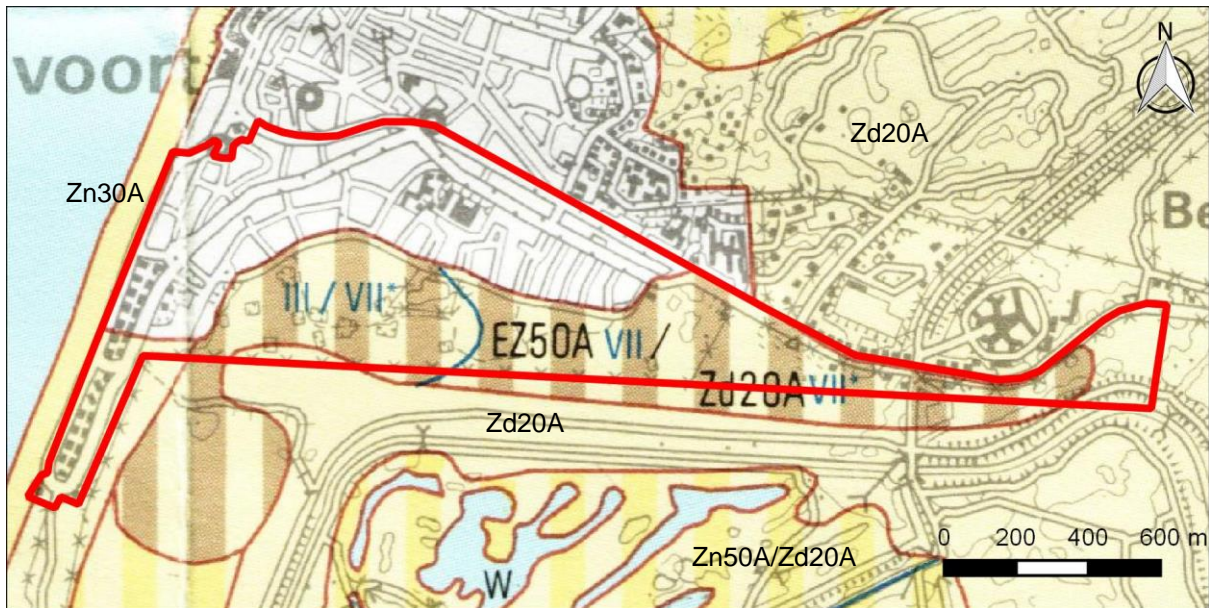 N
voort
Zd20A
Zn30A
Be
III / VII*
EZ50A VII /
Zd20A VII*
Zd20A
0 200 400 600 m
Zn50A/Zd20A
W